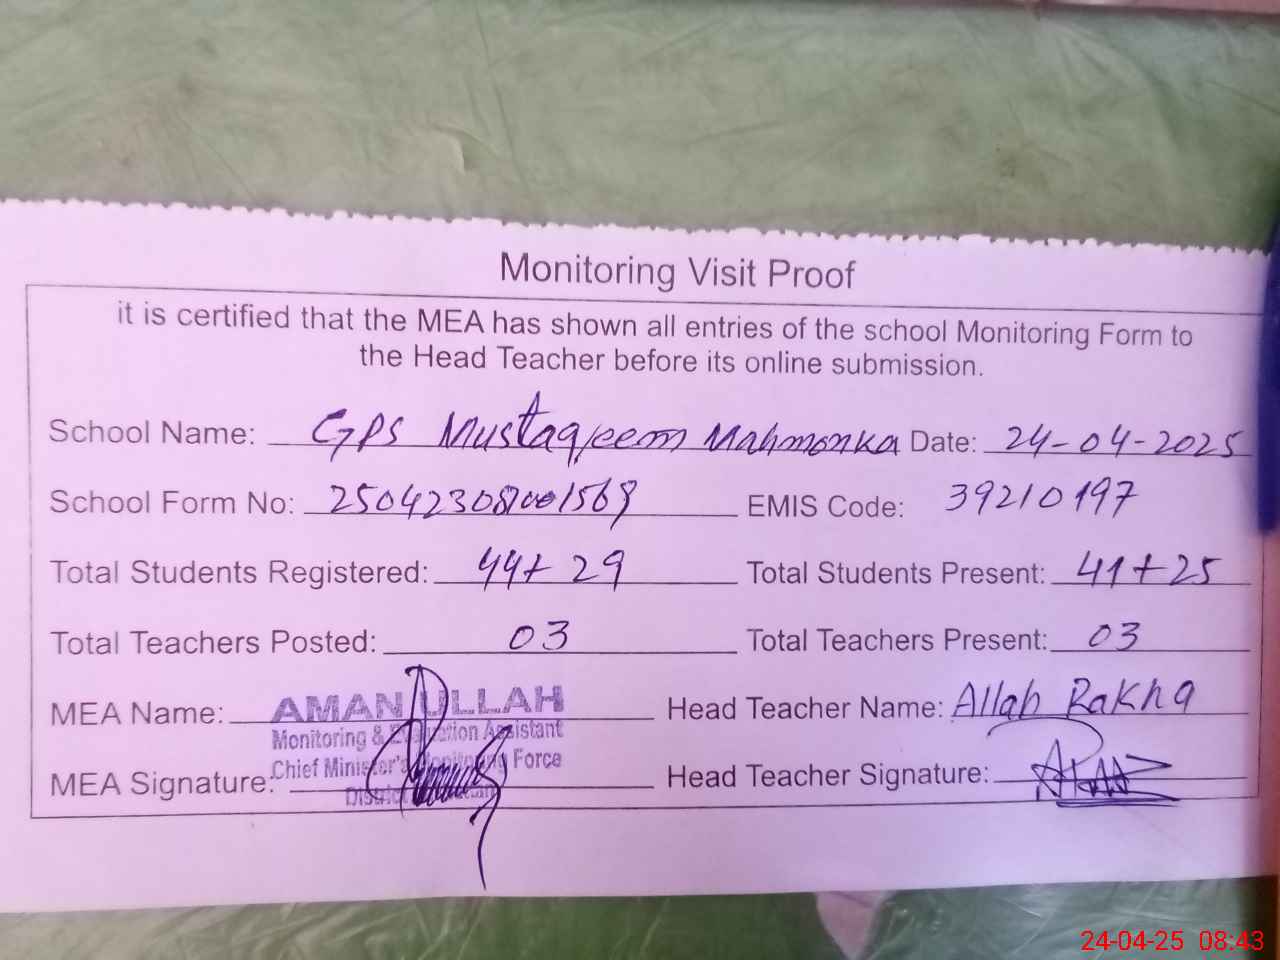 Monitoring Visit Proof
it is certified that the MEA has shown all entries of the school Monitoring Form to
the Head Teacher before its online submission.
School Name: GPS Mustaqeem Mahmonka Date: 24-04-2025
School Form No: EMIS Code: 39210197
Total Students Registered: 44+ 29 Total Students Present: 41+25
Total Teachers Posted: 03 Total Teachers Present: 03
MEA Name: AMAN ULLAH Head Teacher Name: Allah Rakha
Monitoring & Evaluation Assistant
Chief Minister's Monitoring Force
MEA Signature: Head Teacher Signature:
District
24-04-25 08:43